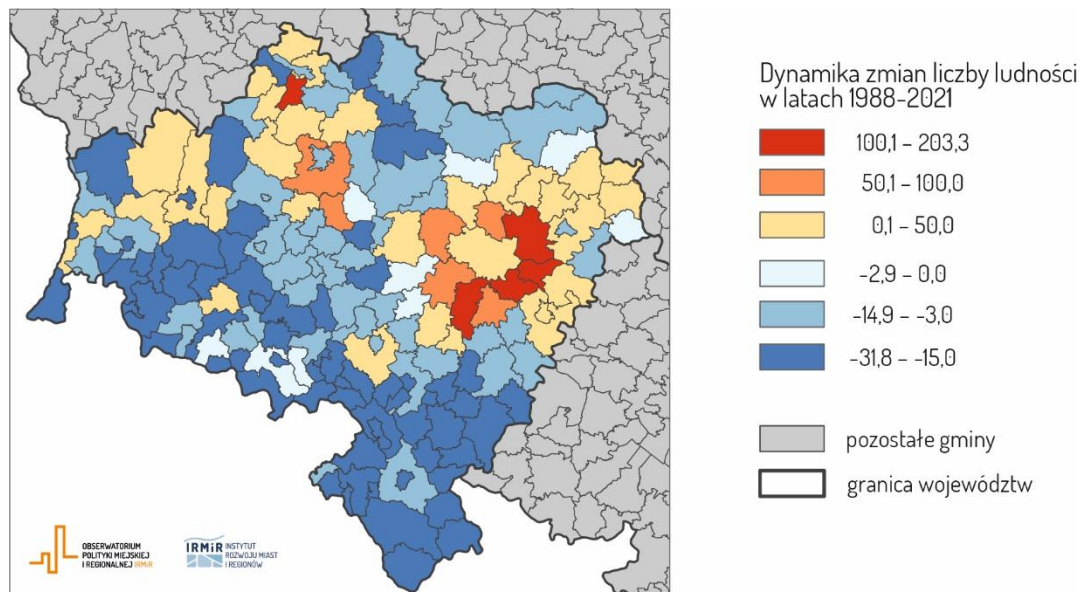 Dynamika zmian liczby ludności
w latach 1988-2021
100,1 – 203,3
50,1 – 100,0
0,1 – 50,0
-2,9 – 0,0
-14,9 – -3,0
-31,8 – -15,0
pozostałe gminy
granica województw
OBSERWATORIUM
POLITYKI MIEJSKIEJ
I REGIONALNEJ IRMiR
IRMiR
INSTYTUT
ROZWOJU MIAST
I REGIONÓW